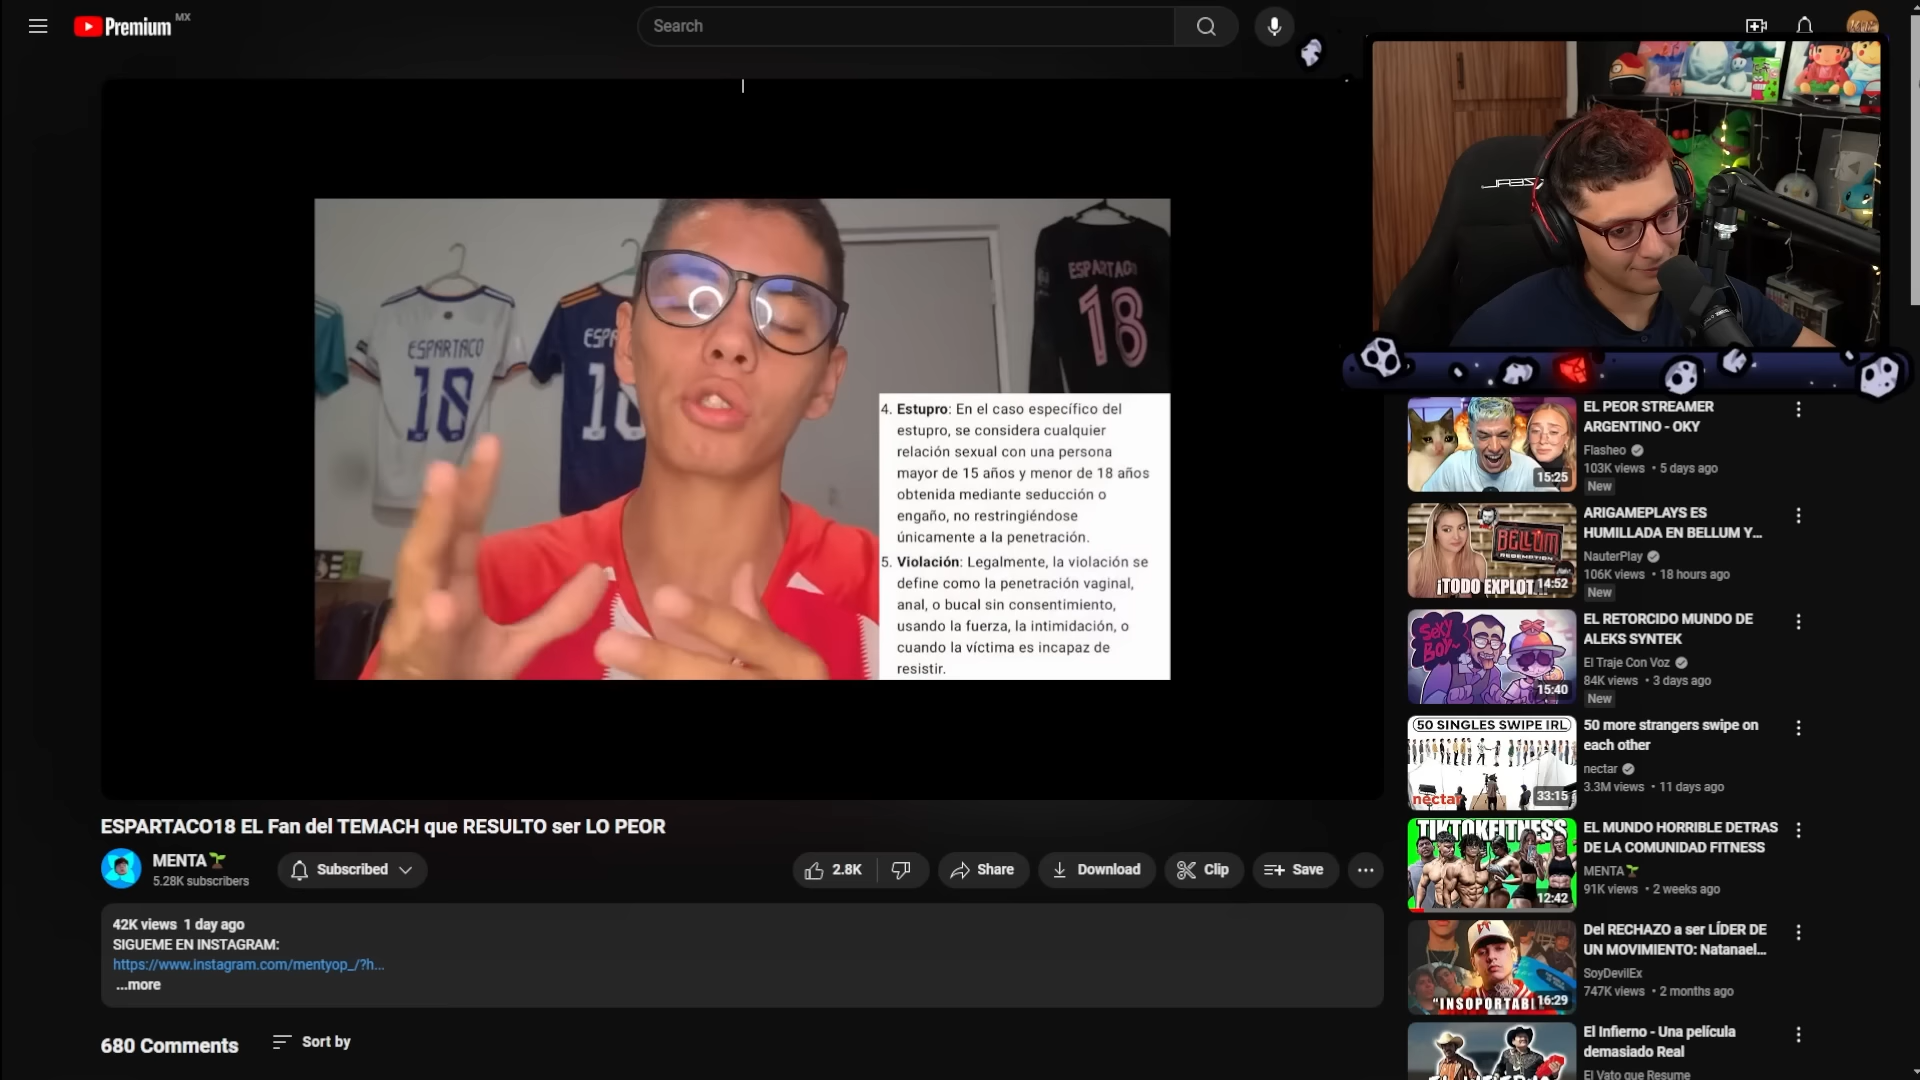 Premium MX
Search
ESPARTACO
18
ESPA
18
ESPARTACO
18
4. Estupro: En el caso específico del
estupro, se considera cualquier
relación sexual con una persona
mayor de 15 años y menor de 18 años
obtenida mediante seducción o
engaño, no restringiéndose
únicamente a la penetración.
5. Violación: Legalmente, la violación se
define como la penetración vaginal,
anal, o bucal sin consentimiento,
usando la fuerza, la intimidación, o
cuando la víctima es incapaz de
resistir.
ESPARTACO18 EL Fan del TEMACH que RESULTO ser LO PEOR
MENTA
5.28K subscribers
Subscribed
2.8K
Share
Download
Clip
Save
42K views 1 day ago
SIGUEME EN INSTAGRAM:
https://www.instagram.com/mentyop_/?h...
...more
680 Comments
Sort by
15:25
EL PEOR STREAMER
ARGENTINO - OKY
Flasheo
103K views • 5 days ago
New
BELLUM
REDEMPTION
¡TODO EXPLOT...
14:52
ARIGAMEPLAYS ES
HUMILLADA EN BELLUM Y...
NauterPlay
106K views • 18 hours ago
New
SEXY
BOY
15:40
EL RETORCIDO MUNDO DE
ALEKS SYNTEK
El Traje Con Voz
84K views • 3 days ago
New
50 SINGLES SWIPE IRL
nectar
33:15
50 more strangers swipe on
each other
nectar
3.3M views • 11 days ago
TIKTOKFITNESS
12:42
EL MUNDO HORRIBLE DETRAS
DE LA COMUNIDAD FITNESS
MENTA
91K views • 2 weeks ago
"INSOPORTABL
16:29
Del RECHAZO a ser LÍDER DE
UN MOVIMIENTO: Natanael...
SoyDevilEx
747K views • 2 months ago
El Infierno - Una película
demasiado Real
El Vato que Resume